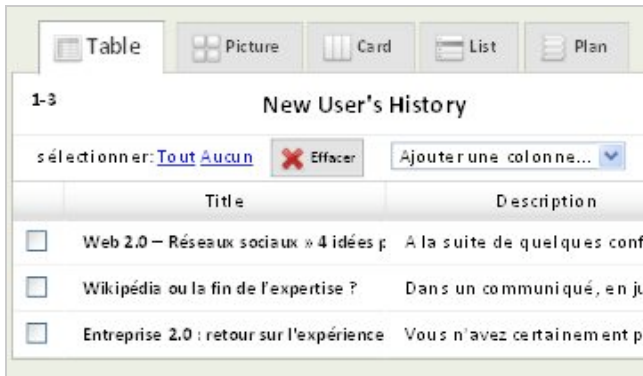 Table Picture Card List Plan
1-3 New User's History
sélectionner: Tout Aucun Effacer Ajouter une colonne...
Title Description
Web 2.0 – Réseaux sociaux » 4 idées A la suite de quelques
Wikipédia ou la fin de l'expertise ? Dans un communiqué, en
Entreprise 2.0 : retour sur l'expérience Vous n'avez certainement